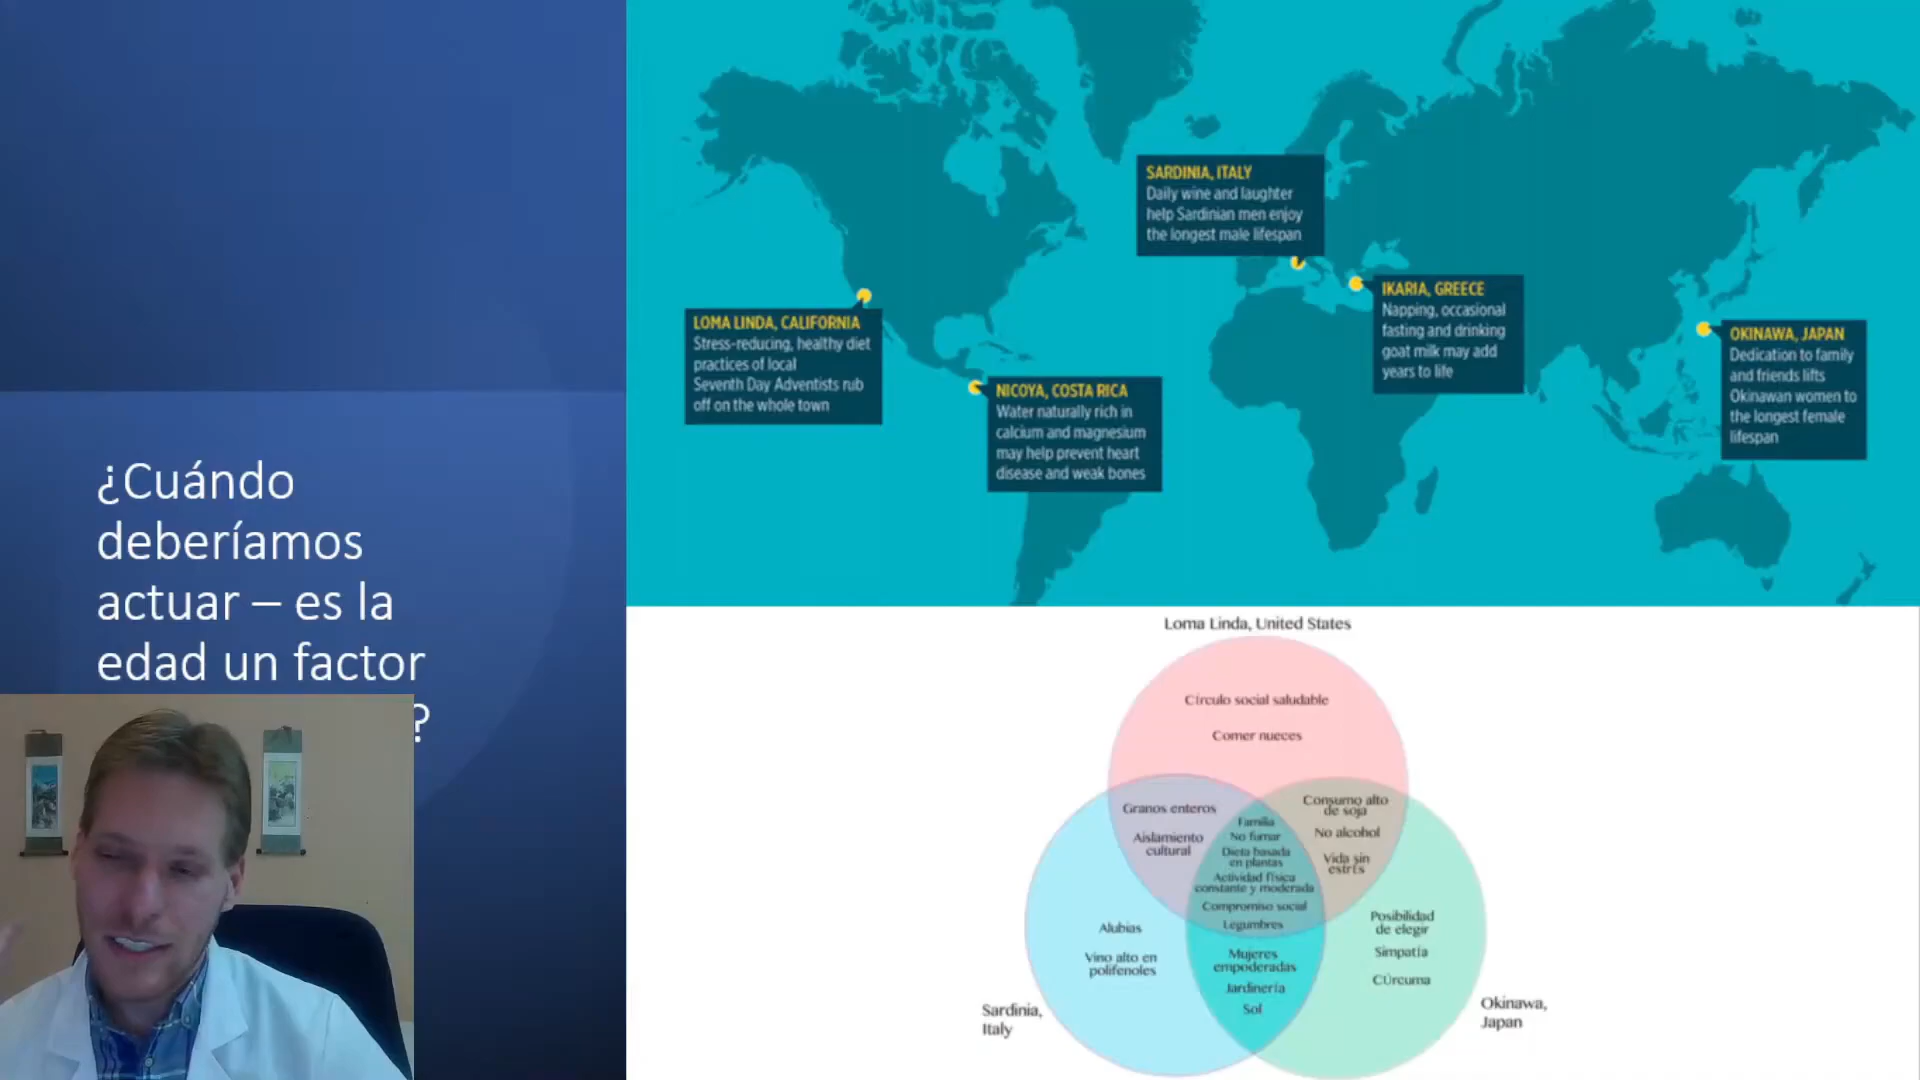 ¿Cuándo
deberíamos
actuar – es la
edad un factor
?
SARDINIA, ITALY
Daily wine and laughter
help Sardinian men enjoy
the longest male lifespan
IKARIA, GREECE
Napping, occasional
fasting and drinking
goat milk may add
years to life
LOMA LINDA, CALIFORNIA
Stress-reducing, healthy diet
practices of local
Seventh Day Adventists rub
off on the whole town
OKINAWA, JAPAN
Dedication to family
and friends lifts
Okinawan women to
the longest female
lifespan
NICOYA, COSTA RICA
Water naturally rich in
calcium and magnesium
may help prevent heart
disease and weak bones
Loma Linda, United States
Círculo social saludable
Comer nueces
Granos enteros
Aislamiento
cultural
Consumo alto
de soja
No alcohol
Vida sin
estrés
Familia
No fumar
Dieta basada
en plantas
Actividad física
constante y moderada
Compromiso social
Legumbres
Alubias
Vino alto en
polifenoles
Mujeres
empoderadas
Jardinería
Sol
Posibilidad
de elegir
Simpatía
Cúrcuma
Sardinia,
Italy
Okinawa,
Japan